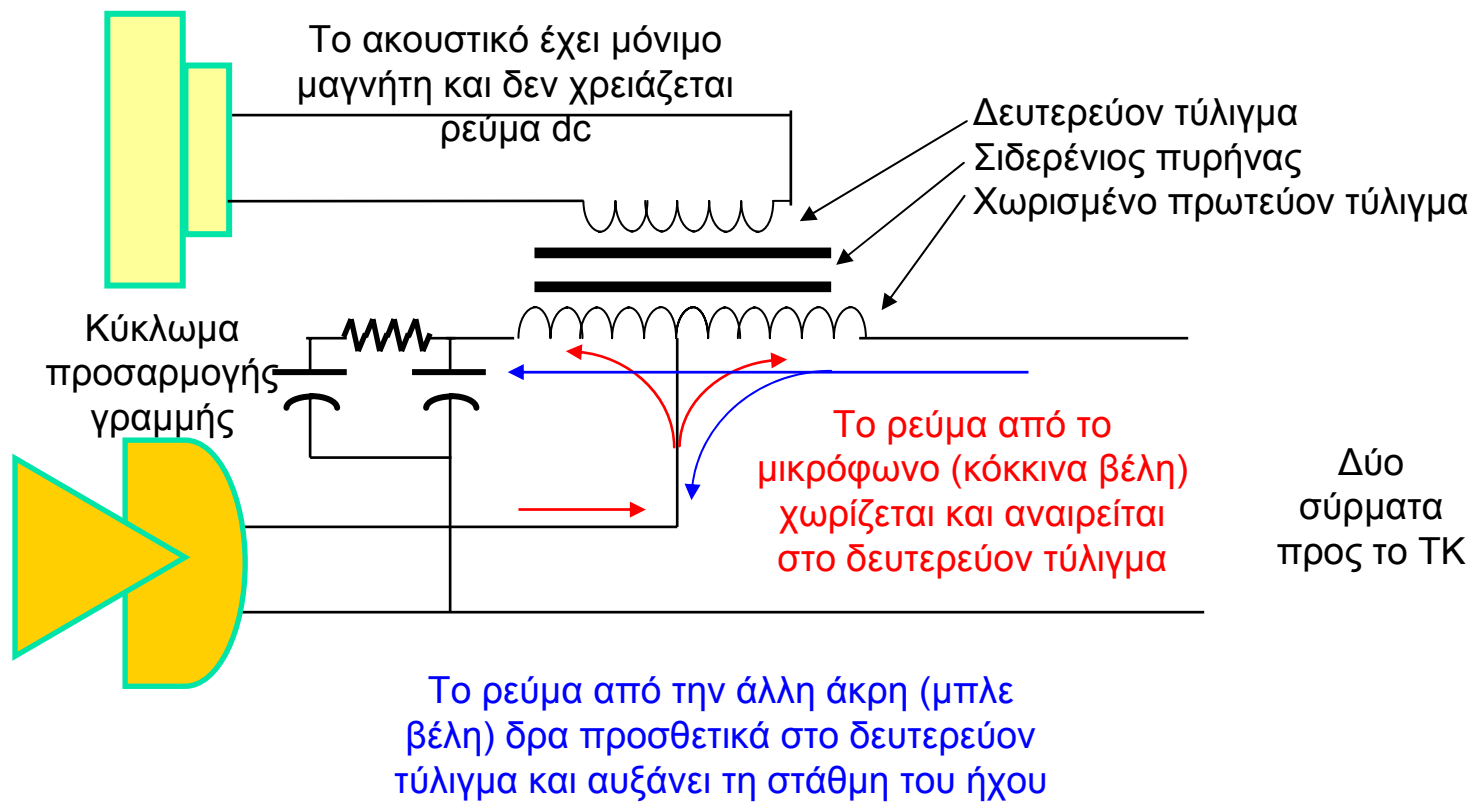 Το ακουστικό έχει μόνιμο
μαγνήτη και δεν χρειάζεται
ρεύμα dc
Δευτερεύον τύλιγμα
Σιδερένιος πυρήνας
Χωρισμένο πρωτεύον τύλιγμα
Κύκλωμα
προσαρμογής
γραμμής
Το ρεύμα από το
μικρόφωνο (κόκκινα βέλη)
χωρίζεται και αναιρείται
στο δευτερεύον τύλιγμα
Δύο
σύρματα
προς το ΤΚ
Το ρεύμα από την άλλη άκρη (μπλε
βέλη) δρα προσθετικά στο δευτερεύον
τύλιγμα και αυξάνει τη στάθμη του ήχου